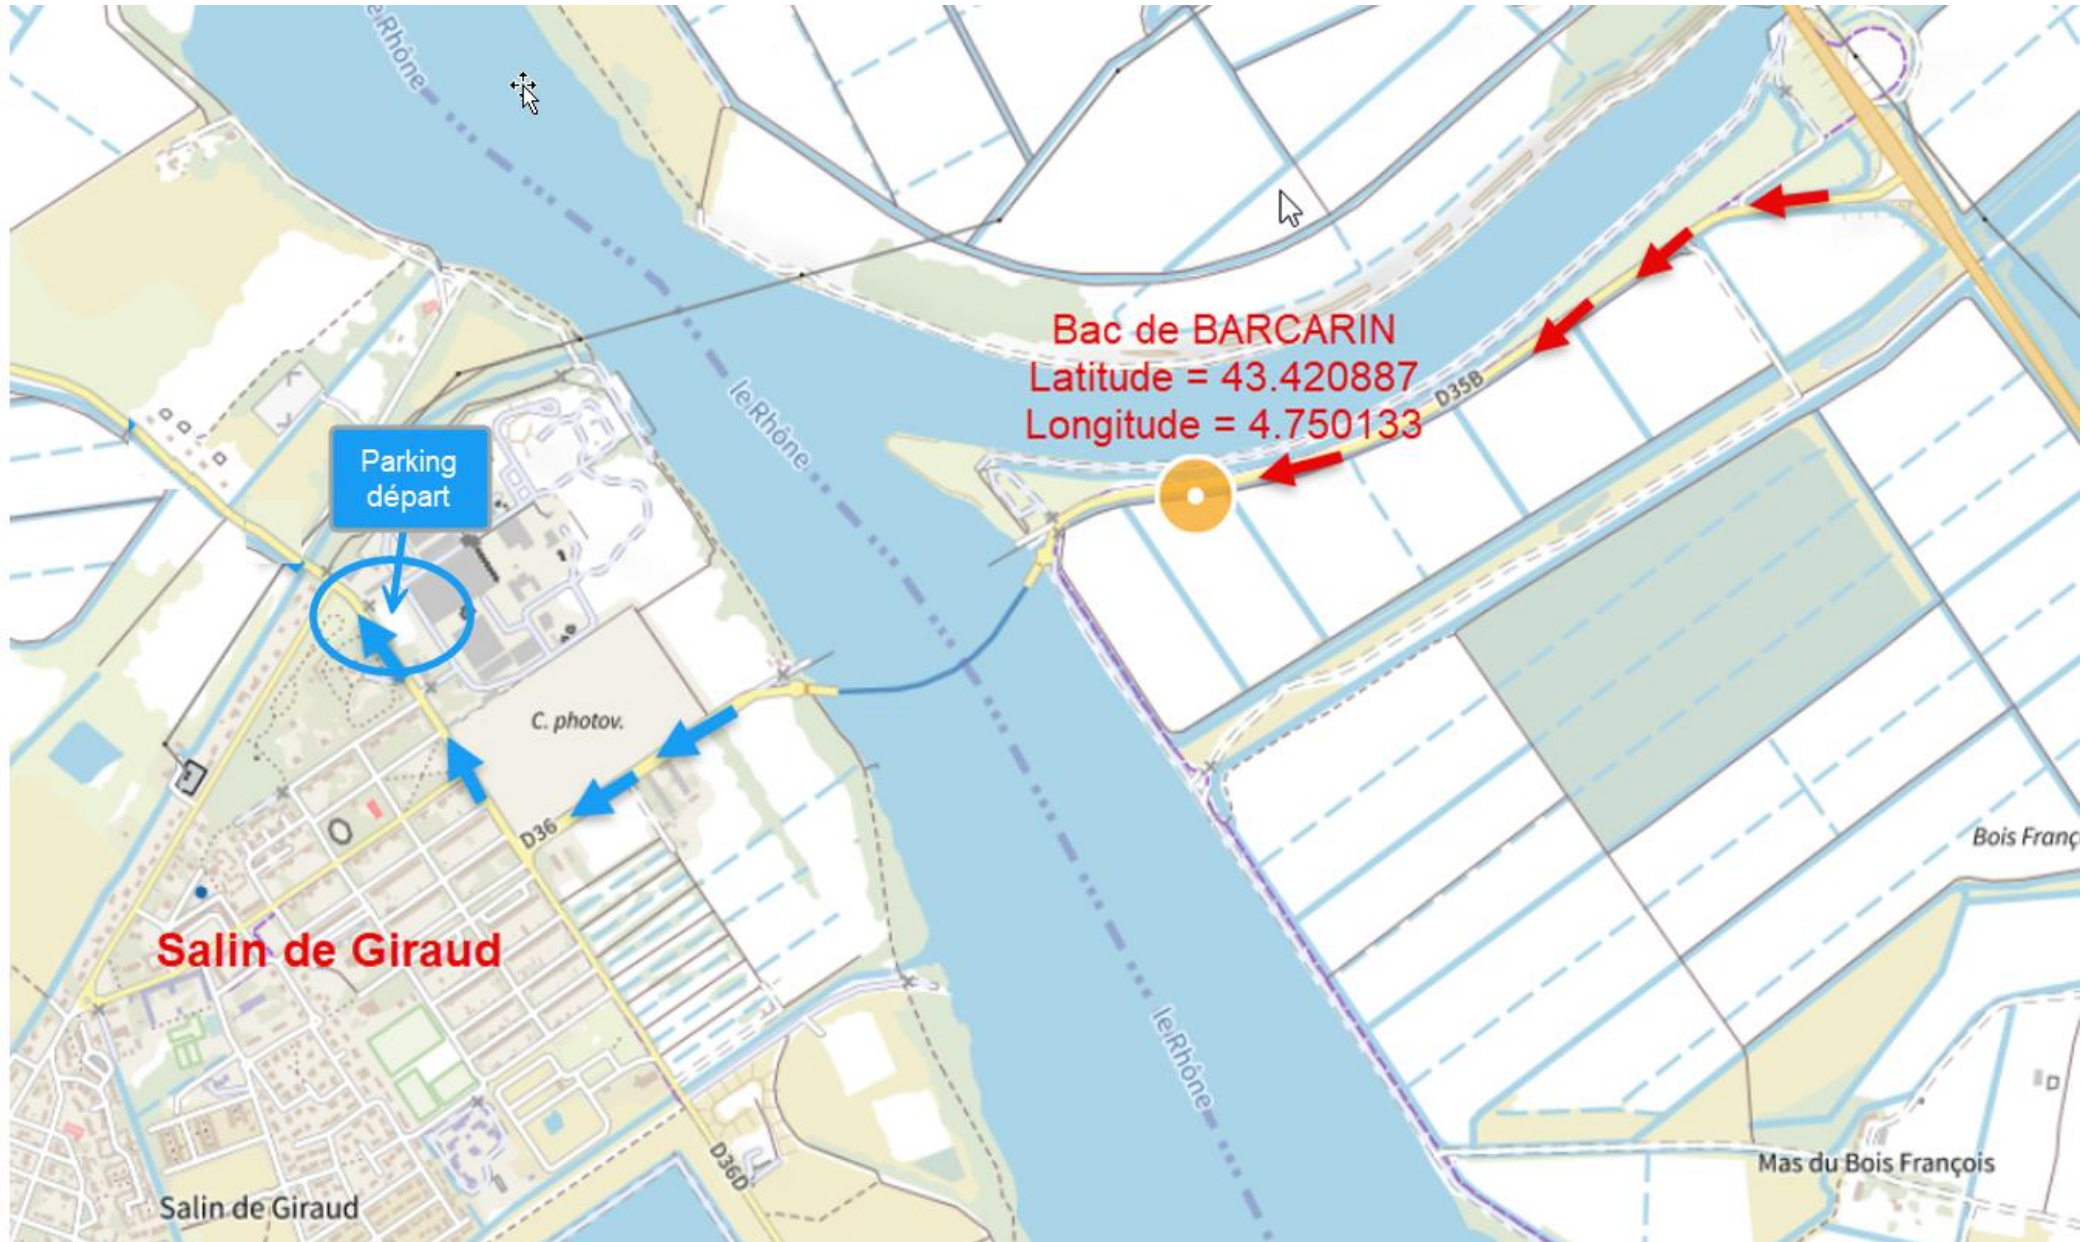 le Rhône
Bac de BARCARIN
Latitude = 43.420887
Longitude = 4.750133
D35B
le Rhône
Parking
départ
C. photov.
D36
Bois Franç
Salin de Giraud
le Rhône
D36D
Mas du Bois François
Salin de Giraud